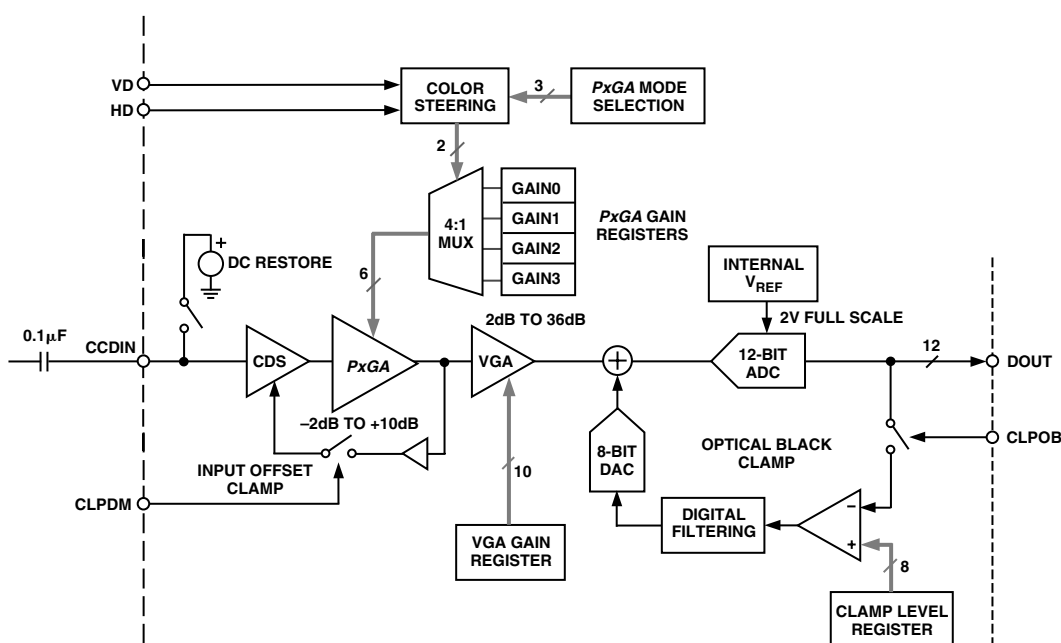 VD
HD
COLOR
STEERING
3
PxGA MODE
SELECTION
2
4:1
MUX
GAIN0
GAIN1
GAIN2
GAIN3
PxGA GAIN
REGISTERS
+
DC RESTORE
6
INTERNAL
VREF
2dB TO 36dB
2V FULL SCALE
0.1μF
CCDIN
CDS
PxGA
VGA
+
12-BIT
ADC
12
DOUT
–2dB TO +10dB
8-BIT
DAC
OPTICAL BLACK
CLAMP
CLPOB
INPUT OFFSET
CLAMP
10
CLPDM
VGA GAIN
REGISTER
DIGITAL
FILTERING
–
+
8
CLAMP LEVEL
REGISTER